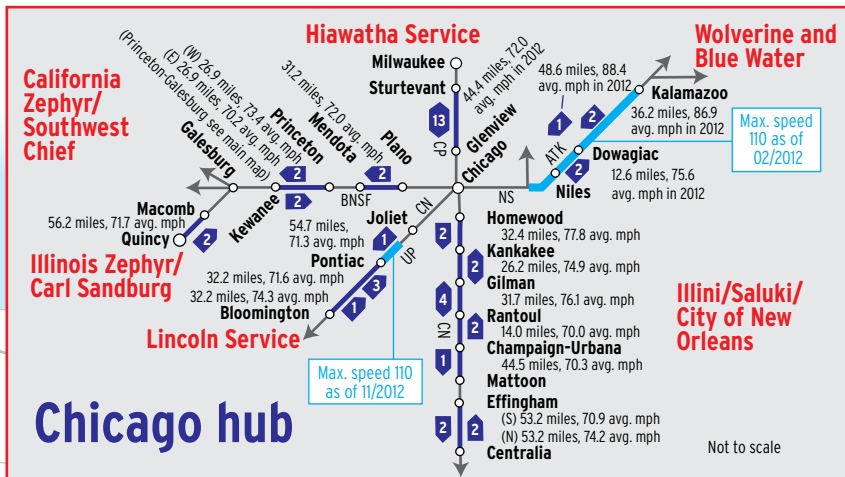 Hiawatha Service
Wolverine and
Blue Water
California
Zephyr/
Southwest
Chief
(W) 26.9 miles, 73.4 avg. mph
(E) 26.9 miles, 70.2 avg. mph
(Princeton-Galesburg see main map)
31.2 miles, 72.0 avg. mph
Milwaukee
Sturtevant
44.4 miles, 72.0
avg. mph in 2012
13
CP
Glenview
Chicago
48.6 miles, 88.4
avg. mph in 2012
1
2
Kalamazoo
36.2 miles, 86.9
avg. mph in 2012
Max. speed
110 as of
02/2012
ATK
2
Dowagiac
12.6 miles, 75.6
avg. mph in 2012
Niles
NS
Galesburg
Kewanee
Princeton
Mendota
Plano
2
2
2
BNSF
Macomb
56.2 miles, 71.7 avg. mph
Quincy
2
Illinois Zephyr/
Carl Sandburg
Joliet
CN
54.7 miles,
71.3 avg. mph
1
UP
Pontiac
32.2 miles, 71.6 avg. mph
32.2 miles, 74.3 avg. mph
3
1
Bloomington
Lincoln Service
Max. speed 110
as of 11/2012
Homewood
32.4 miles, 77.8 avg. mph
2
Kankakee
26.2 miles, 74.9 avg. mph
2
Gilman
31.7 miles, 76.1 avg. mph
4
Rantoul
14.0 miles, 70.0 avg. mph
2
CN
Champaign-Urbana
44.5 miles, 70.3 avg. mph
1
Mattoon
Effingham
(S) 53.2 miles, 70.9 avg. mph
(N) 53.2 miles, 74.2 avg. mph
2
2
Centralia
Illini/Saluki/
City of New
Orleans
Chicago hub
Not to scale